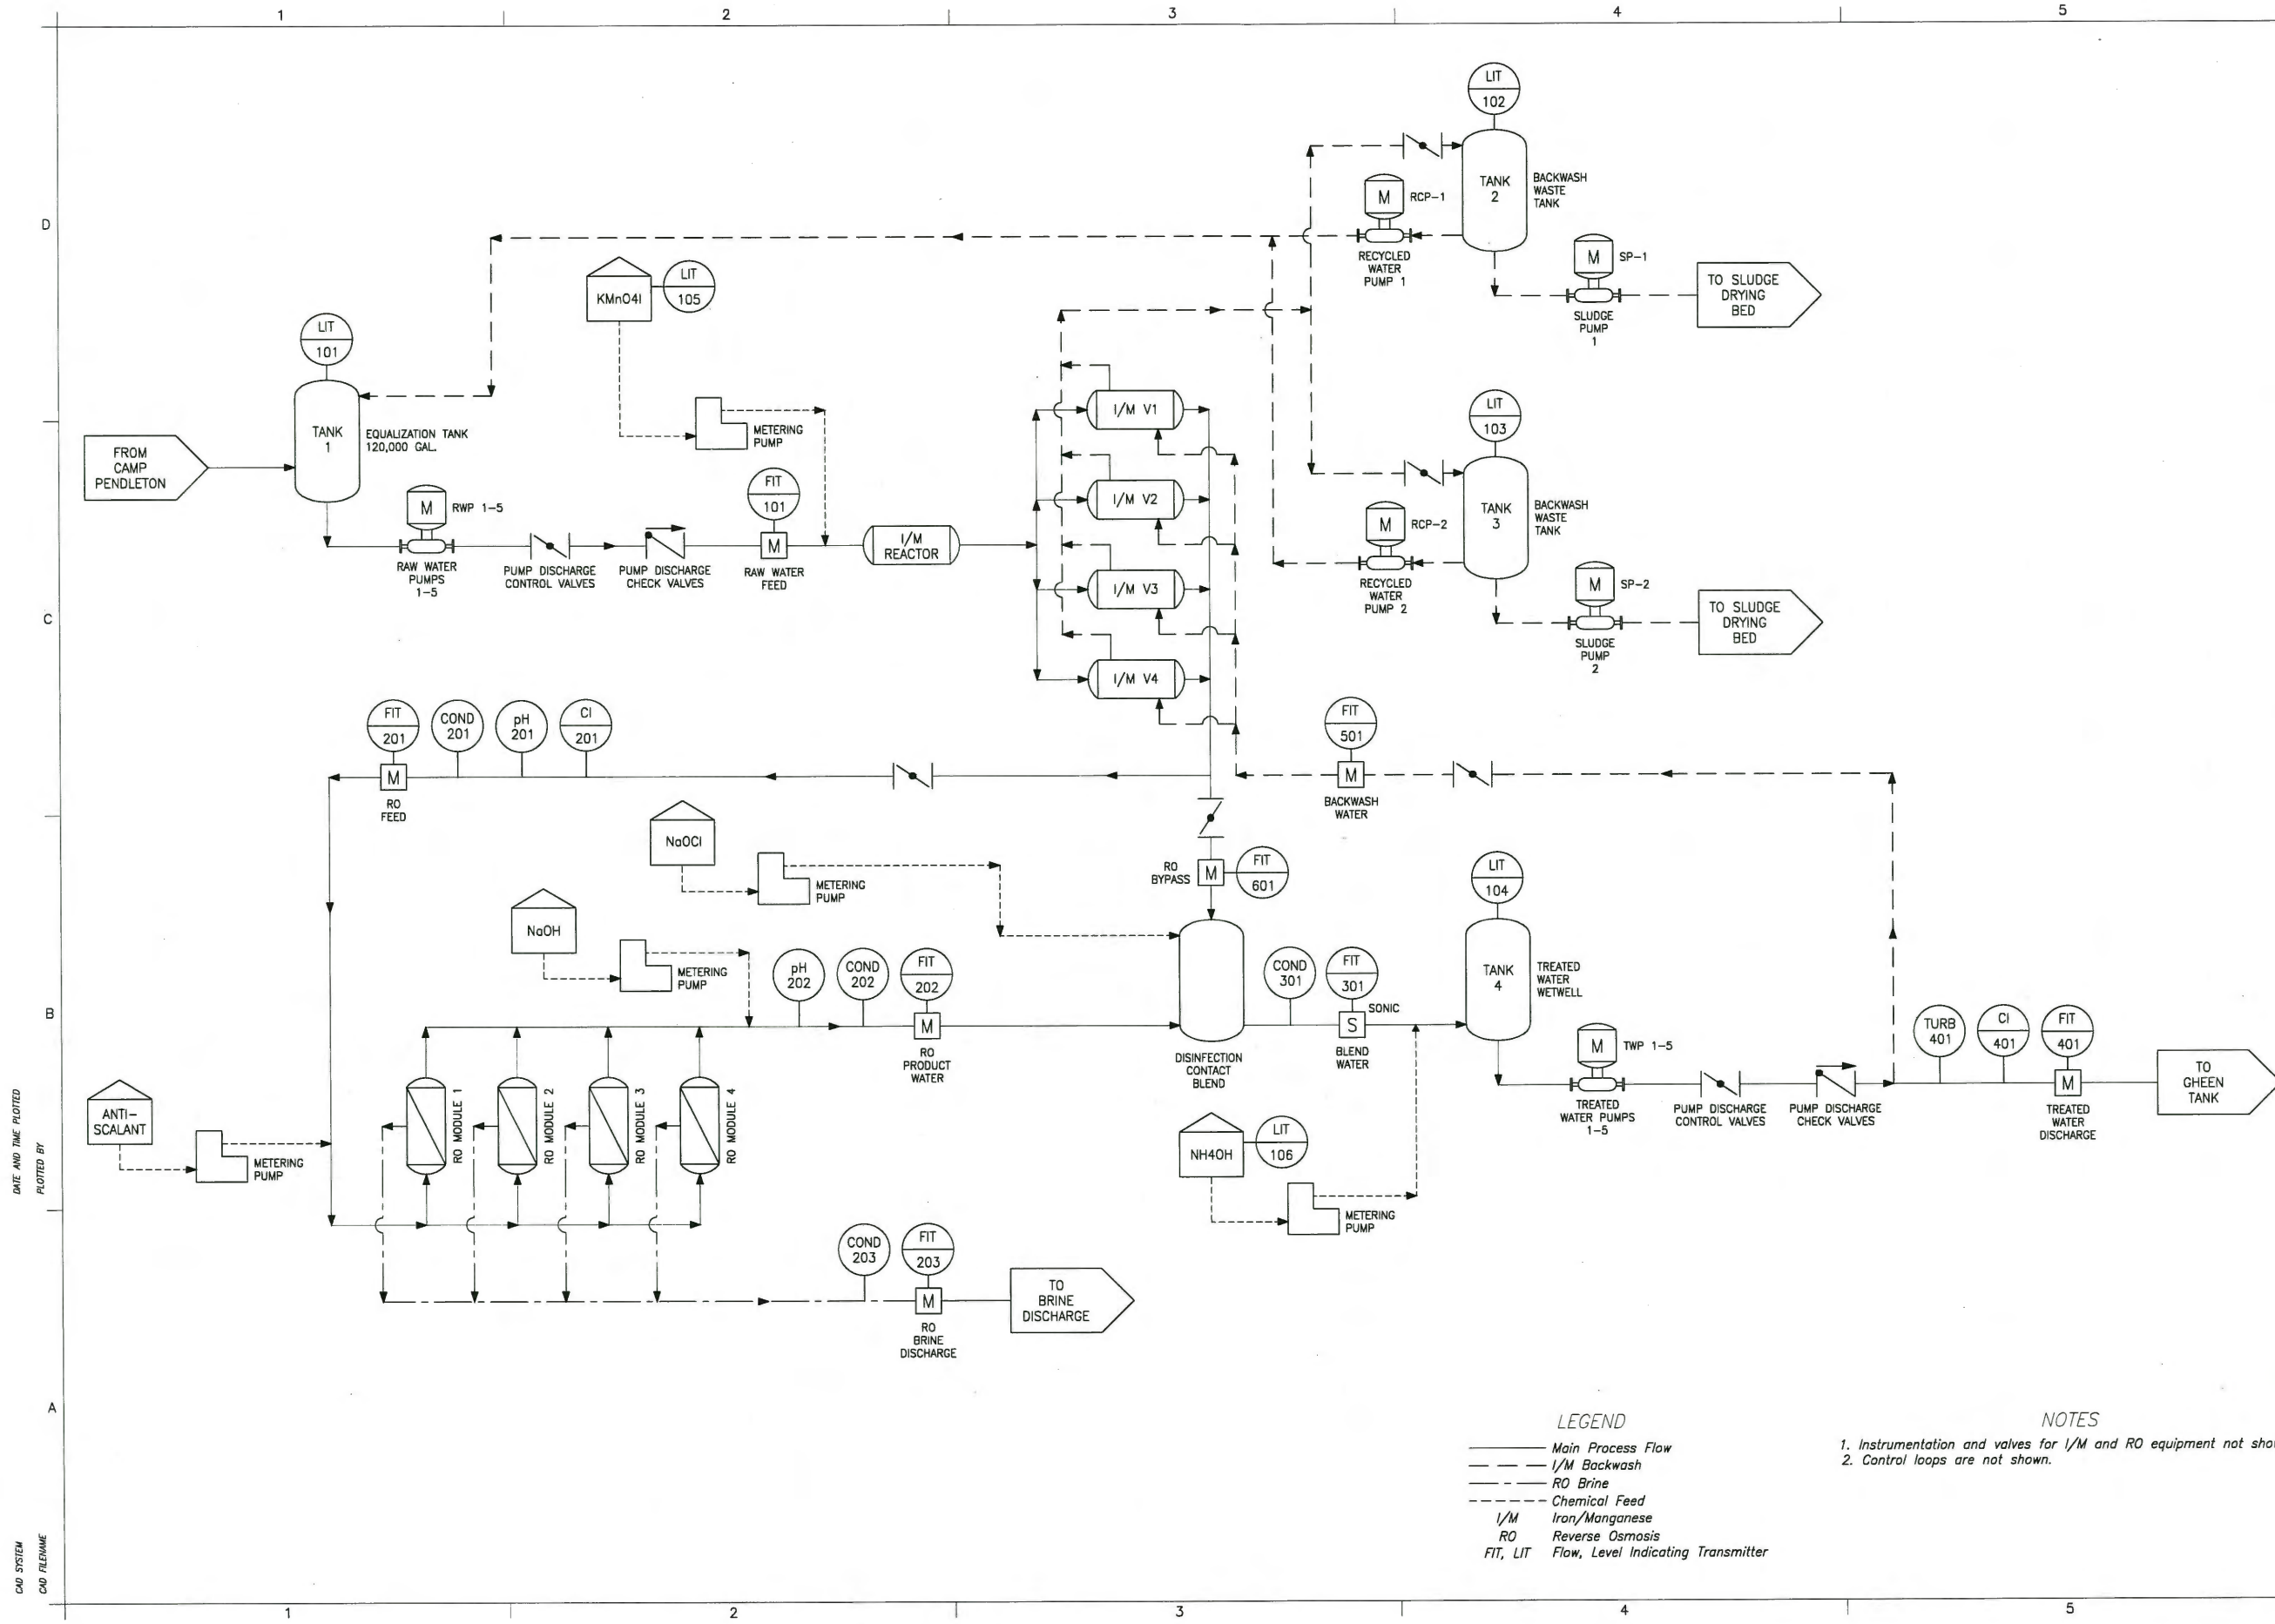 1
2
3
4
5
D
C
B
A
LIT
102
TANK
2
BACKWASH
WASTE
TANK
M
RCP-1
RECYCLED
WATER
PUMP 1
M
SP-1
SLUDGE
PUMP
1
TO SLUDGE
DRYING
BED
KMnO4I
LIT
105
METERING
PUMP
LIT
101
TANK
1
EQUALIZATION TANK
120,000 GAL.
FROM
CAMP
PENDLETON
M
RWP 1-5
RAW WATER
PUMPS
1-5
PUMP DISCHARGE
CONTROL VALVES
PUMP DISCHARGE
CHECK VALVES
FIT
101
M
RAW WATER
FEED
I/M
REACTOR
I/M V1
I/M V2
I/M V3
I/M V4
LIT
103
TANK
3
BACKWASH
WASTE
TANK
M
RCP-2
RECYCLED
WATER
PUMP 2
M
SP-2
SLUDGE
PUMP
2
TO SLUDGE
DRYING
BED
FIT
201
COND
201
pH
201
Cl
201
M
RO
FEED
FIT
501
M
BACKWASH
WATER
NaOCl
METERING
PUMP
NaOH
METERING
PUMP
RO
BYPASS
M
FIT
601
pH
202
COND
202
FIT
202
M
RO
PRODUCT
WATER
DISINFECTION
CONTACT
BLEND
COND
301
FIT
301
SONIC
S
BLEND
WATER
LIT
104
TANK
4
TREATED
WATER
WETWELL
M
TWP 1-5
TREATED
WATER PUMPS
1-5
PUMP DISCHARGE
CONTROL VALVES
PUMP DISCHARGE
CHECK VALVES
TURB
401
Cl
401
FIT
401
M
TREATED
WATER
DISCHARGE
TO
GHEEN
TANK
ANTI-
SCALANT
METERING
PUMP
RO MODULE 1
RO MODULE 2
RO MODULE 3
RO MODULE 4
NH4OH
LIT
106
METERING
PUMP
COND
203
FIT
203
M
RO
BRINE
DISCHARGE
TO
BRINE
DISCHARGE
LEGEND
Main Process Flow
I/M Backwash
RO Brine
Chemical Feed
I/M Iron/Manganese
RO Reverse Osmosis
FIT, LIT Flow, Level Indicating Transmitter
NOTES
1. Instrumentation and valves for I/M and RO equipment not sho
2. Control loops are not shown.
DATE AND TIME PLOTTED
PLOTTED BY
CAD SYSTEM
CAD FILENAME
1
2
3
4
5